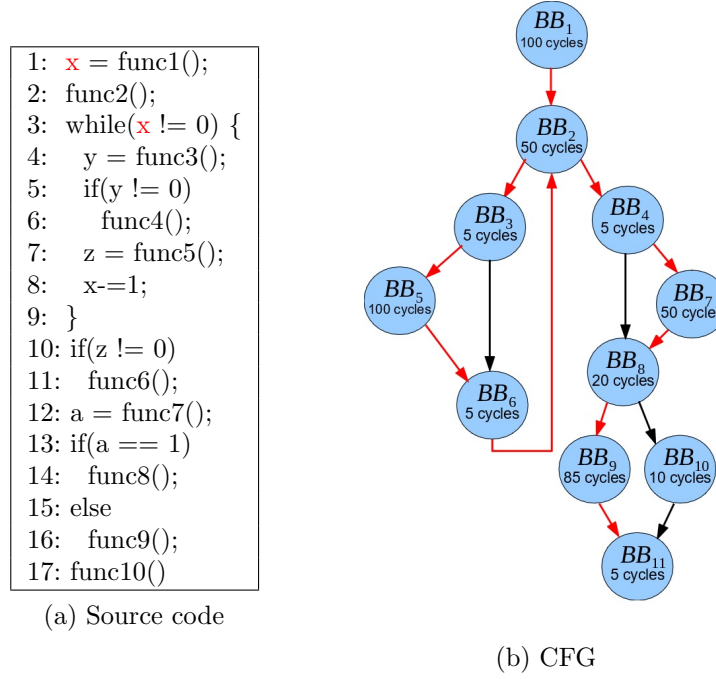 1: x = func1();
2: func2();
3: while(x != 0) {
4: y = func3();
5: if(y != 0)
6: func4();
7: z = func5();
8: x-=1;
9: }
10: if(z != 0)
11: func6();
12: a = func7();
13: if(a == 1)
14: func8();
15: else
16: func9();
17: func10()
(a) Source code
BB1
100 cycles
BB2
50 cycles
BB3
5 cycles
BB4
5 cycles
BB5
100 cycles
BB7
50 cycle
BB6
5 cycles
BB8
20 cycles
BB9
85 cycles
BB10
10 cycles
BB11
5 cycles
(b) CFG